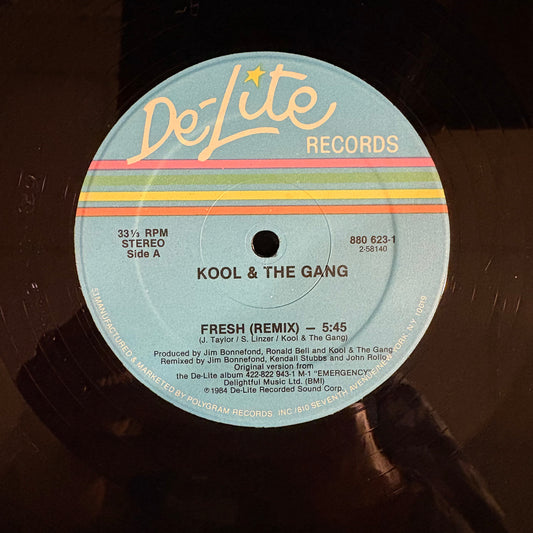 De-Lite
RECORDS
33⅓ RPM
STEREO
Side A
880 623-1
2-58140
KOOL & THE GANG
FRESH (REMIX) — 5:45
(J. Taylor / S. Linzer / Kool & The Gang)
Produced by Jim Bonnefond, Ronald Bell and Kool & The Gang
Remixed by Jim Bonnefond, Kendall Stubbs and John Rollo
Original version from
the De-Lite album 422-822 943-1 M-1 "EMERGENCY"
Delightful Music Ltd. (BMI)
℗1984 De-Lite Recorded Sound Corp.
53 MANUFACTURED & MARKETED BY POLYGRAM RECORDS, INC /810 SEVENTH AVENUE NEW YORK, NY 10019